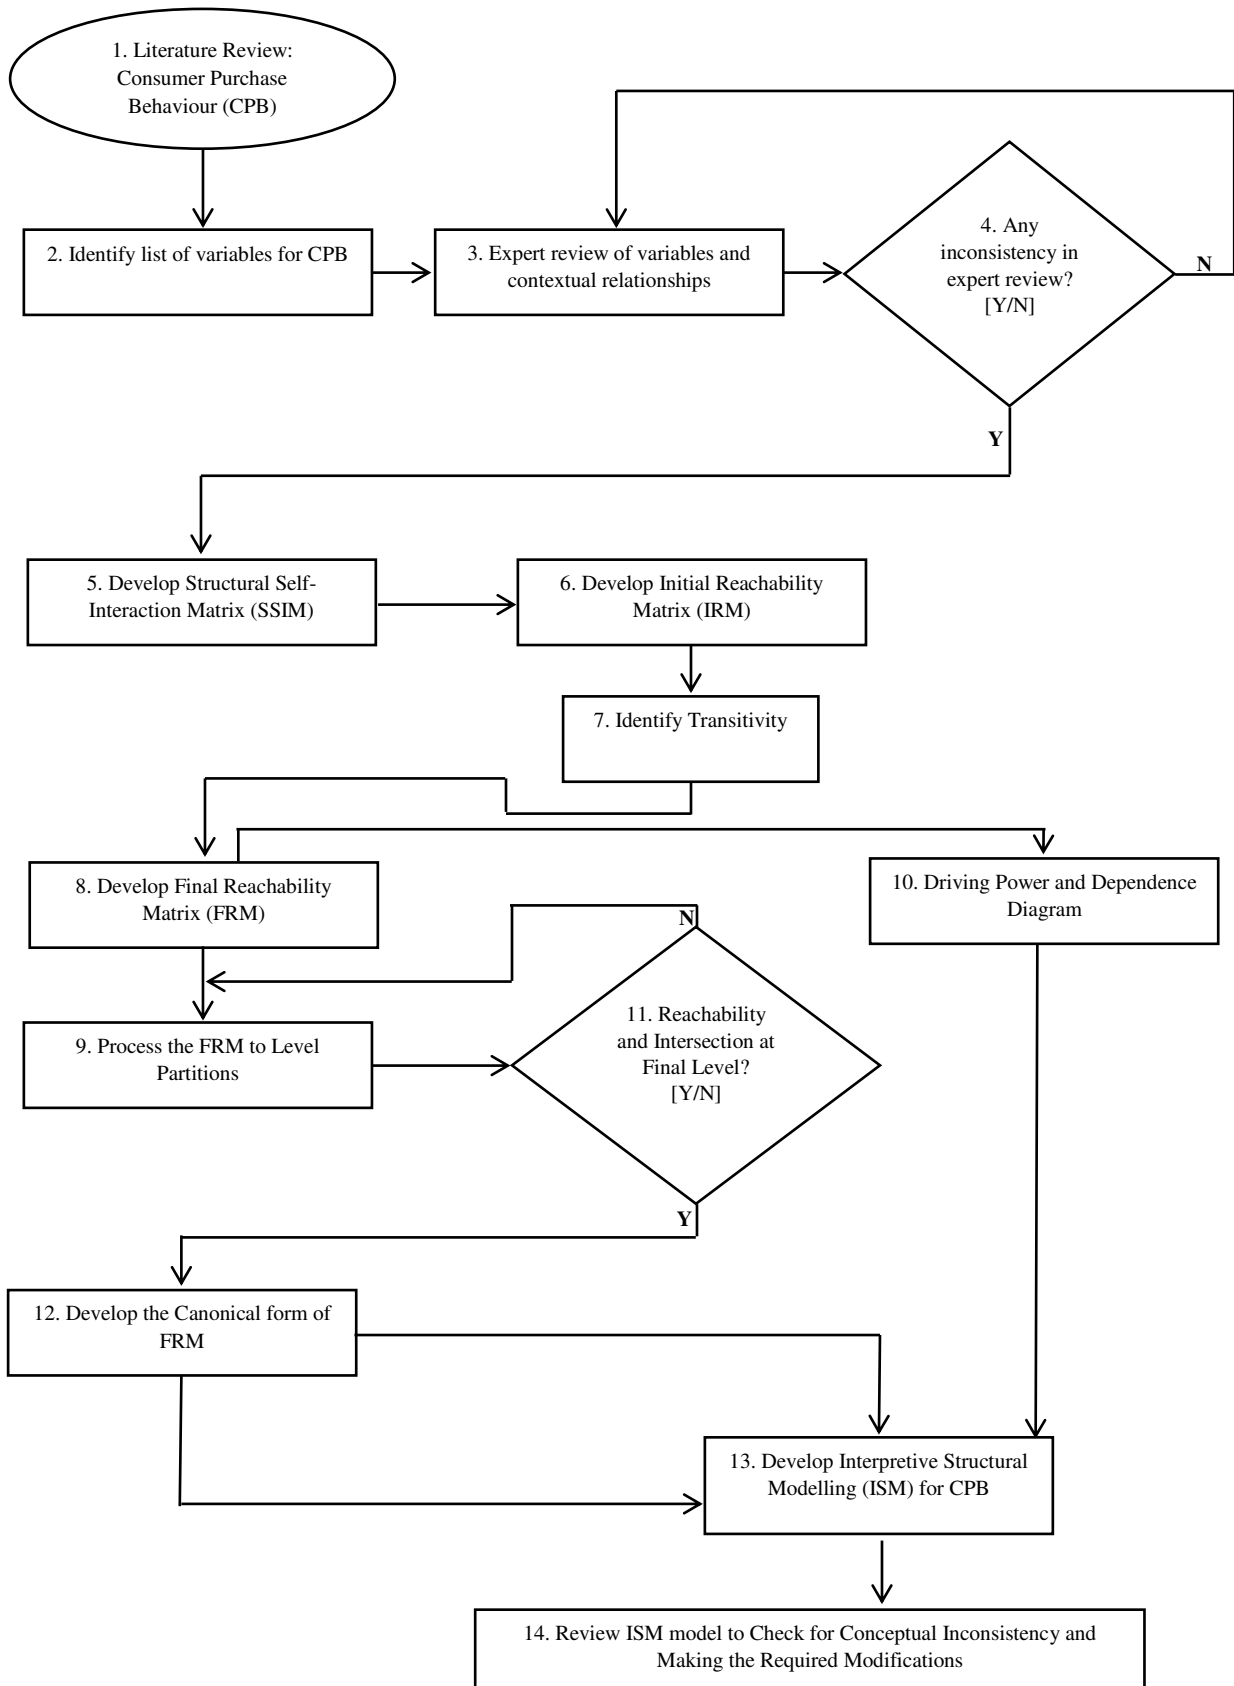 1. Literature Review:
Consumer Purchase
Behaviour (CPB)
2. Identify list of variables for CPB
3. Expert review of variables and
contextual relationships
4. Any
inconsistency in
expert review?
[Y/N]
N
Y
5. Develop Structural Self-
Interaction Matrix (SSIM)
6. Develop Initial Reachability
Matrix (IRM)
7. Identify Transitivity
8. Develop Final Reachability
Matrix (FRM)
10. Driving Power and Dependence
Diagram
N
9. Process the FRM to Level
Partitions
11. Reachability
and Intersection at
Final Level?
[Y/N]
Y
12. Develop the Canonical form of
FRM
13. Develop Interpretive Structural
Modelling (ISM) for CPB
14. Review ISM model to Check for Conceptual Inconsistency and
Making the Required Modifications